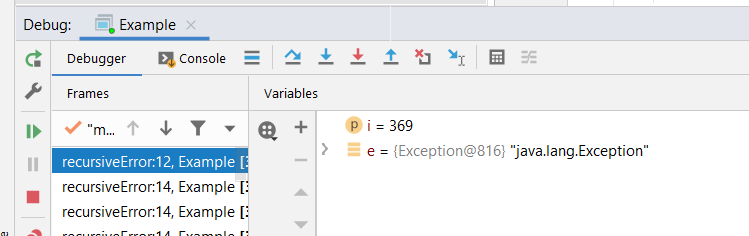 Debug: Example
Debugger Console
Frames Variables
"m...
i = 369
e = {Exception@816} "java.lang.Exception"
recursiveError:12, Example
recursiveError:14, Example
recursiveError:14, Example
recursiveError:14, Example